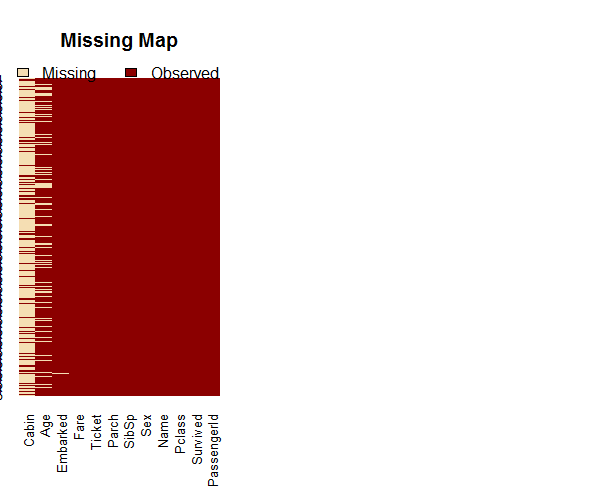 Missing Map
Missing Observed
Cabin
Age
Embarked
Fare
Ticket
Parch
SibSp
Sex
Name
Pclass
Survived
PassengerId